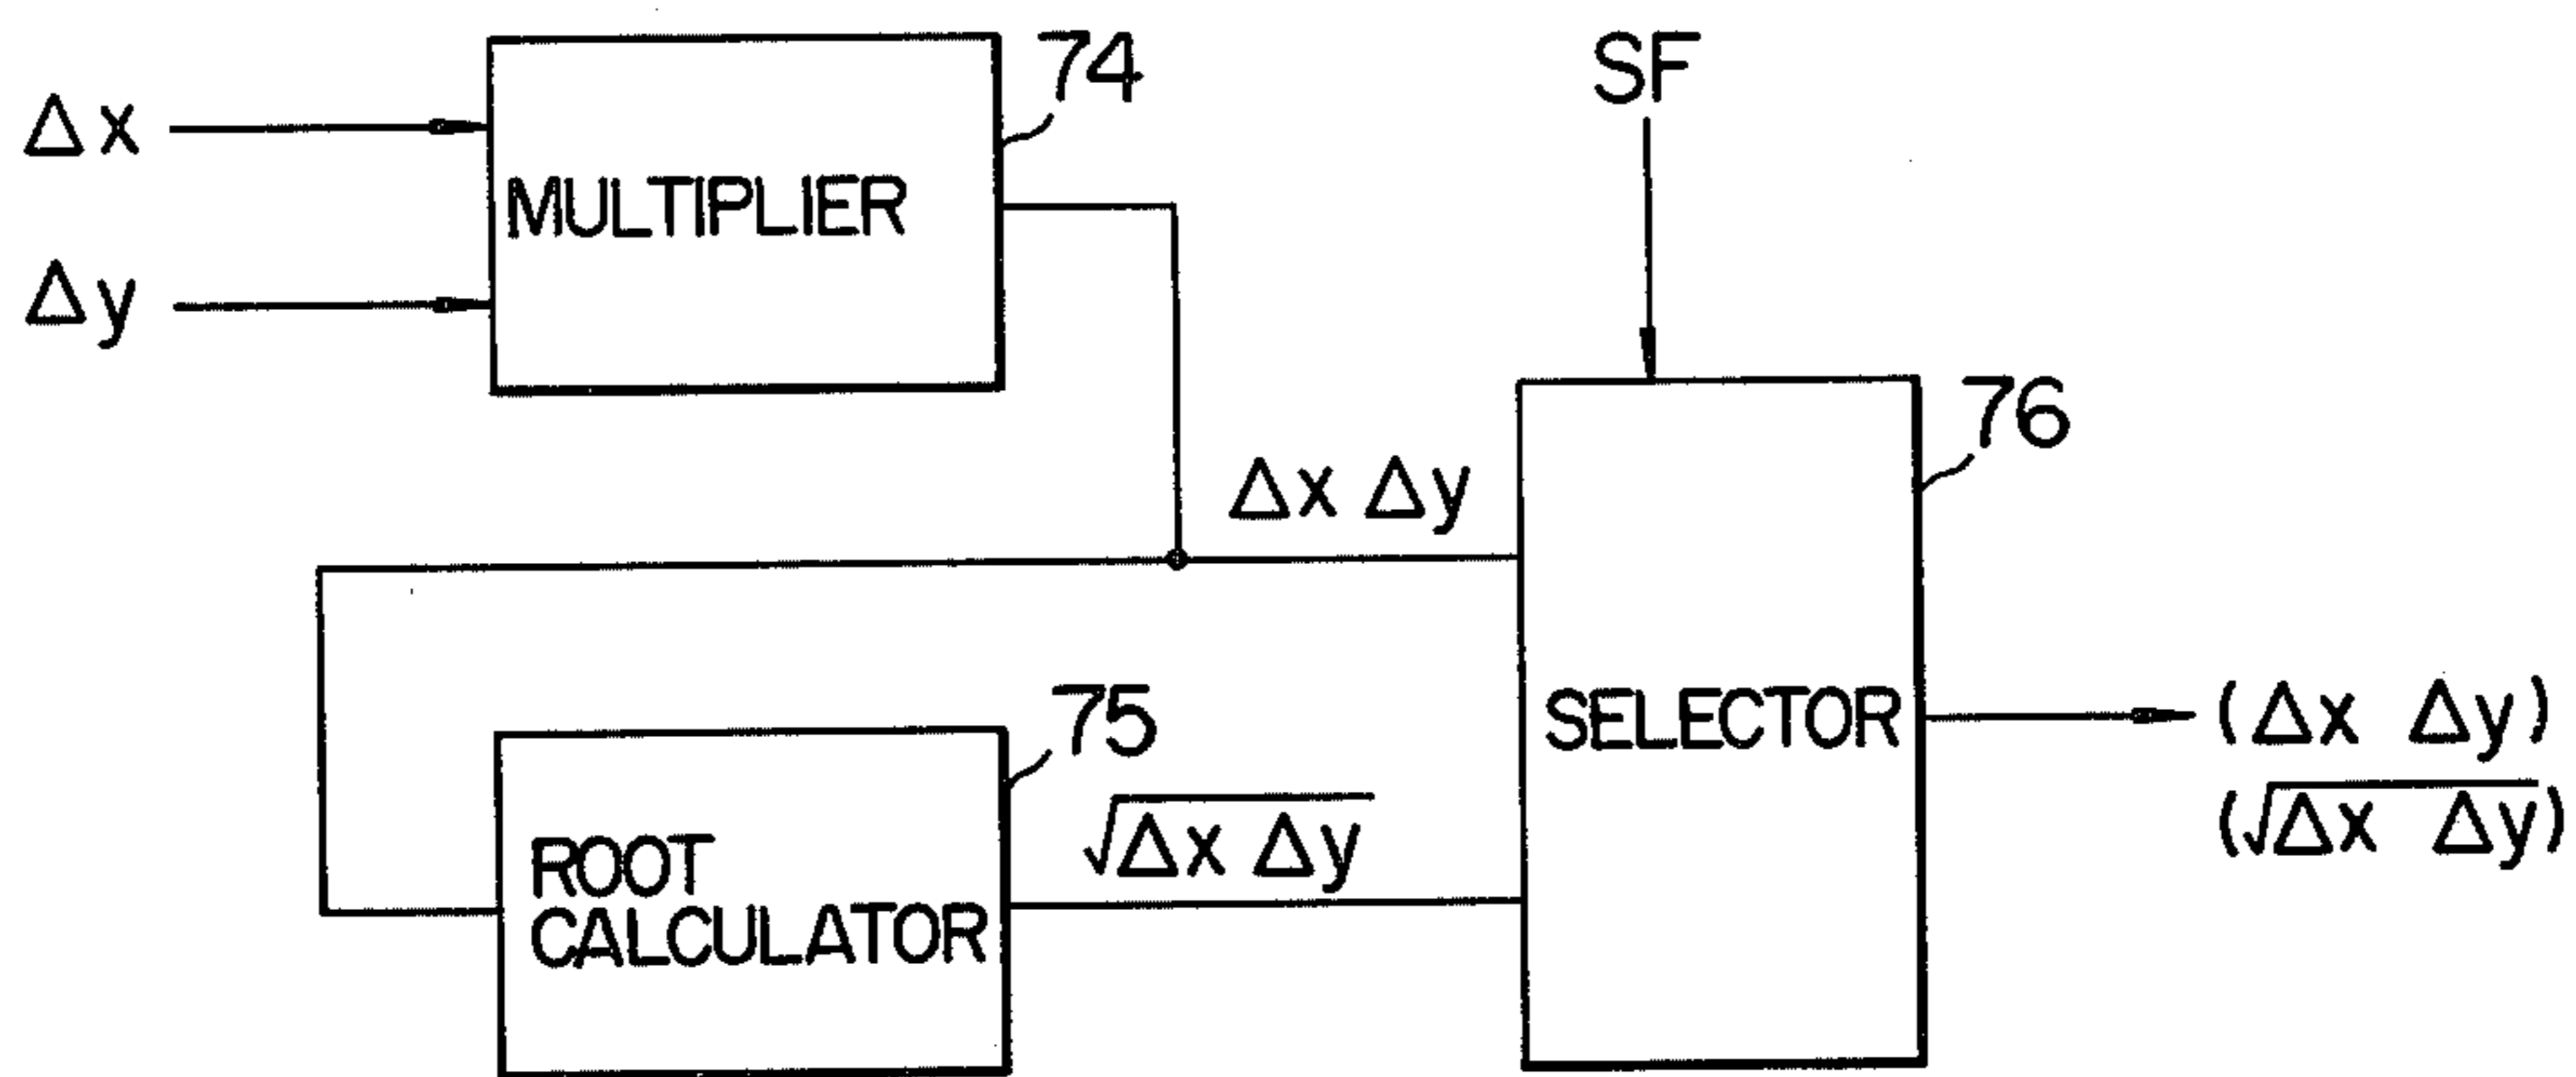 Δx
Δy
MULTIPLIER
74
SF
76
Δx Δy
SELECTOR
(Δx Δy)
(√Δx Δy)
75
√Δx Δy
ROOT
CALCULATOR